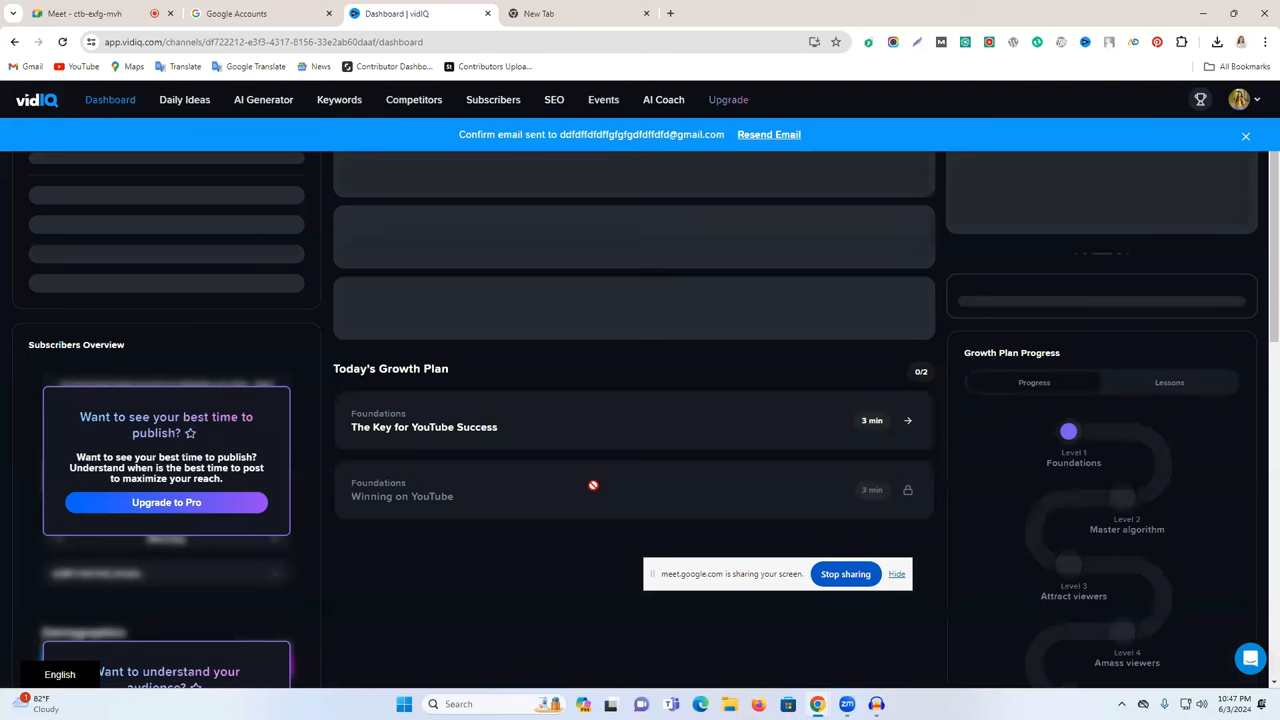 Meet - ctb-axfg-mvh
Google Accounts
Dashboard | vidIQ
New Tab
app.vidiq.com/channels/df722212-e3f3-4317-8156-33e2ab60daaf/dashboard
Gmail
YouTube
Maps
Translate
Google Translate
News
Contributor Dashbo...
Contributors Uploa...
All Bookmarks
vidIQ
Dashboard
Daily Ideas
AI Generator
Keywords
Competitors
Subscribers
SEO
Events
AI Coach
Upgrade
Confirm email sent to ddfdffdfdffgfgfgdfdffdfd@gmail.com Resend Email
Subscribers Overview
Want to see your best time to
publish?
Want to see your best time to publish?
Understand when is the best time to post
to maximize your reach.
Upgrade to Pro
Demographics
Want to understand your
audience?
English
Today's Growth Plan
0/2
Foundations
The Key for YouTube Success
3 min
Foundations
Winning on YouTube
3 min
meet.google.com is sharing your screen.
Stop sharing
Hide
Growth Plan Progress
Progress
Lessons
Level 1
Foundations
Level 2
Master algorithm
Level 3
Attract viewers
Level 4
Amass viewers
1
82°F
Cloudy
Search
10:47 PM
6/3/2024